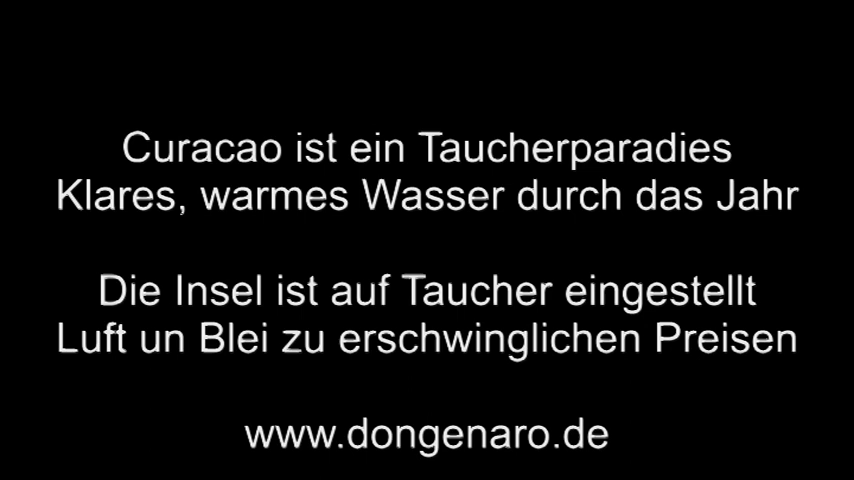 Curacao ist ein Taucherparadies
Klares, warmes Wasser durch das Jahr
Die Insel ist auf Taucher eingestellt
Luft un Blei zu erschwinglichen Preisen
www.dongenaro.de